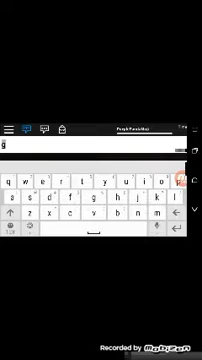 g
q w e r t y u i o p
a s d f g h j k l
z x c v b n m
Recorded by Mobizen